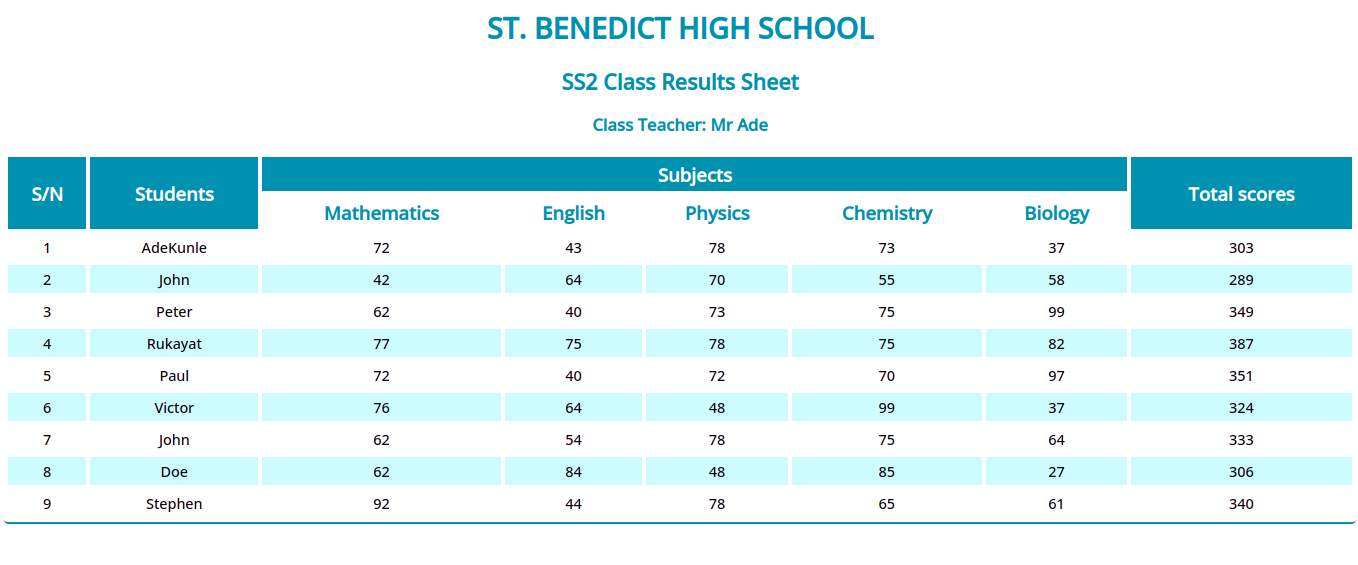 ST. BENEDICT HIGH SCHOOL
SS2 Class Results Sheet
Class Teacher: Mr Ade
S/N Students Subjects Total scores
Mathematics English Physics Chemistry Biology
1 AdeKunle 72 43 78 73 37 303
2 John 42 64 70 55 58 289
3 Peter 62 40 73 75 99 349
4 Rukayat 77 75 78 75 82 387
5 Paul 72 40 72 70 97 351
6 Victor 76 64 48 99 37 324
7 John 62 54 78 75 64 333
8 Doe 62 84 48 85 27 306
9 Stephen 92 44 78 65 61 340